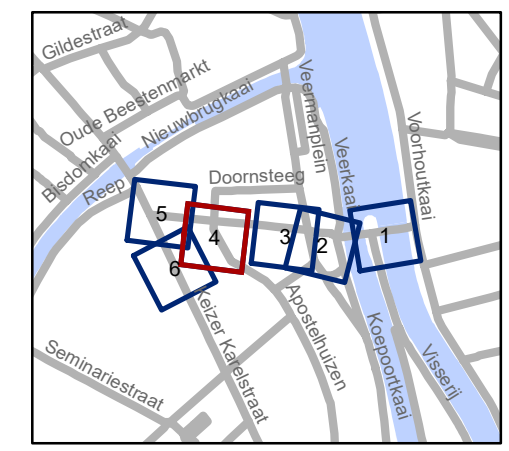 Gildestraat
Oude Beestenmarkt
Nieuwbrugkaai
Bisdomkaai
Reep
Doornsteeg
Veermanplein
Veerkaai
Voorhoutkaai
5
4
3
2
1
6
Keizer Karelstraat
Apostelhuizen
Koepoortkaai
Visserij
Seminariestraat